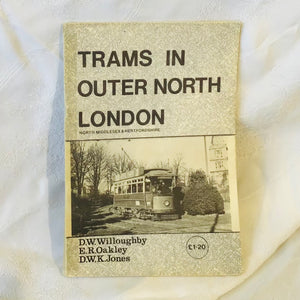 TRAMS IN
OUTER NORTH
LONDON
NORTH MIDDLESEX & HERTFORDSHIRE
D.W.Willoughby
E.R.Oakley
D.W.K.Jones
£1·20